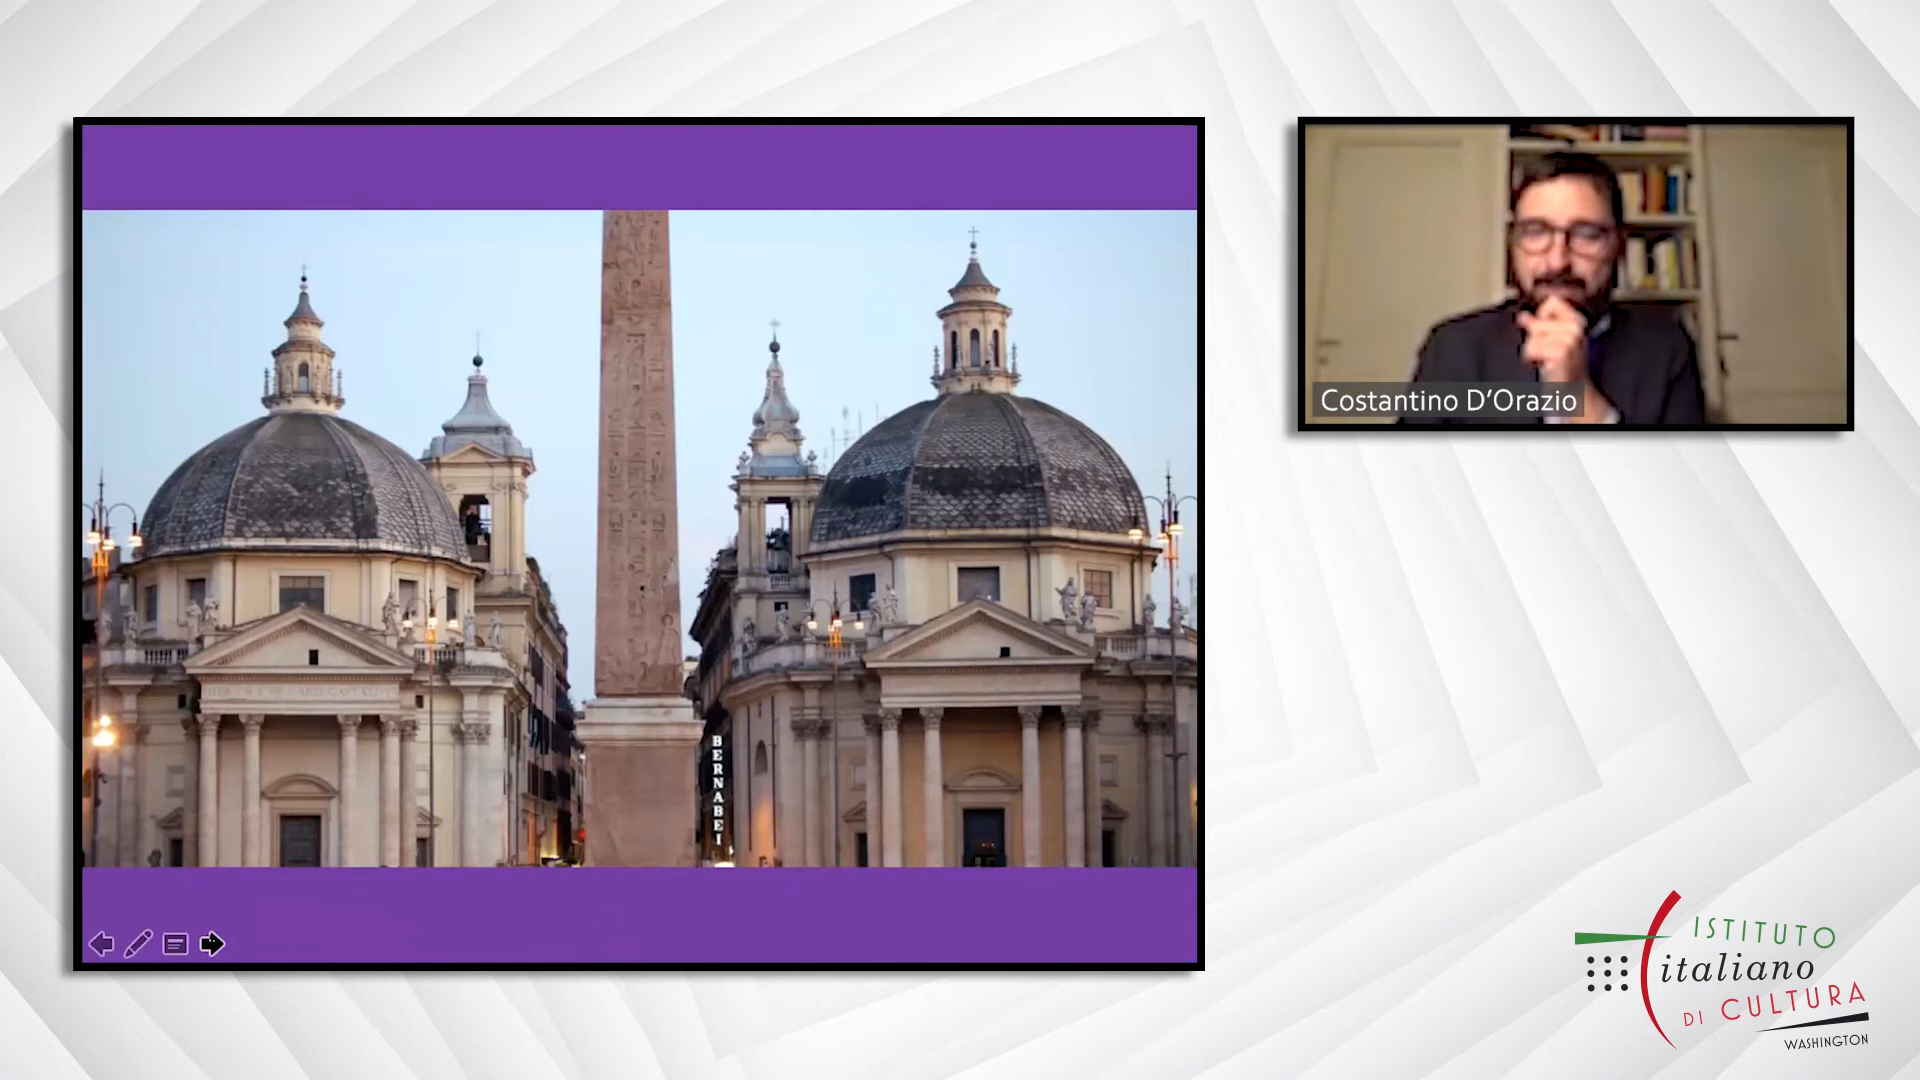 BERNABEI
Costantino D'Orazio
ISTITUTO
italiano
DI CULTURA
WASHINGTON